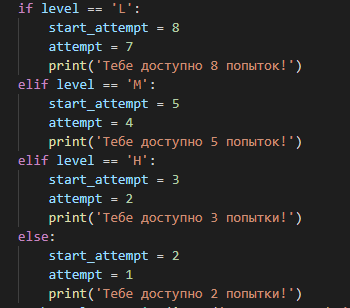 if level == 'L':
start_attempt = 8
attempt = 7
print('Тебе доступно 8 попыток!')
elif level == 'M':
start_attempt = 5
attempt = 4
print('Тебе доступно 5 попыток!')
elif level == 'H':
start_attempt = 3
attempt = 2
print('Тебе доступно 3 попытки!')
else:
start_attempt = 2
attempt = 1
print('Тебе доступно 2 попытки!')